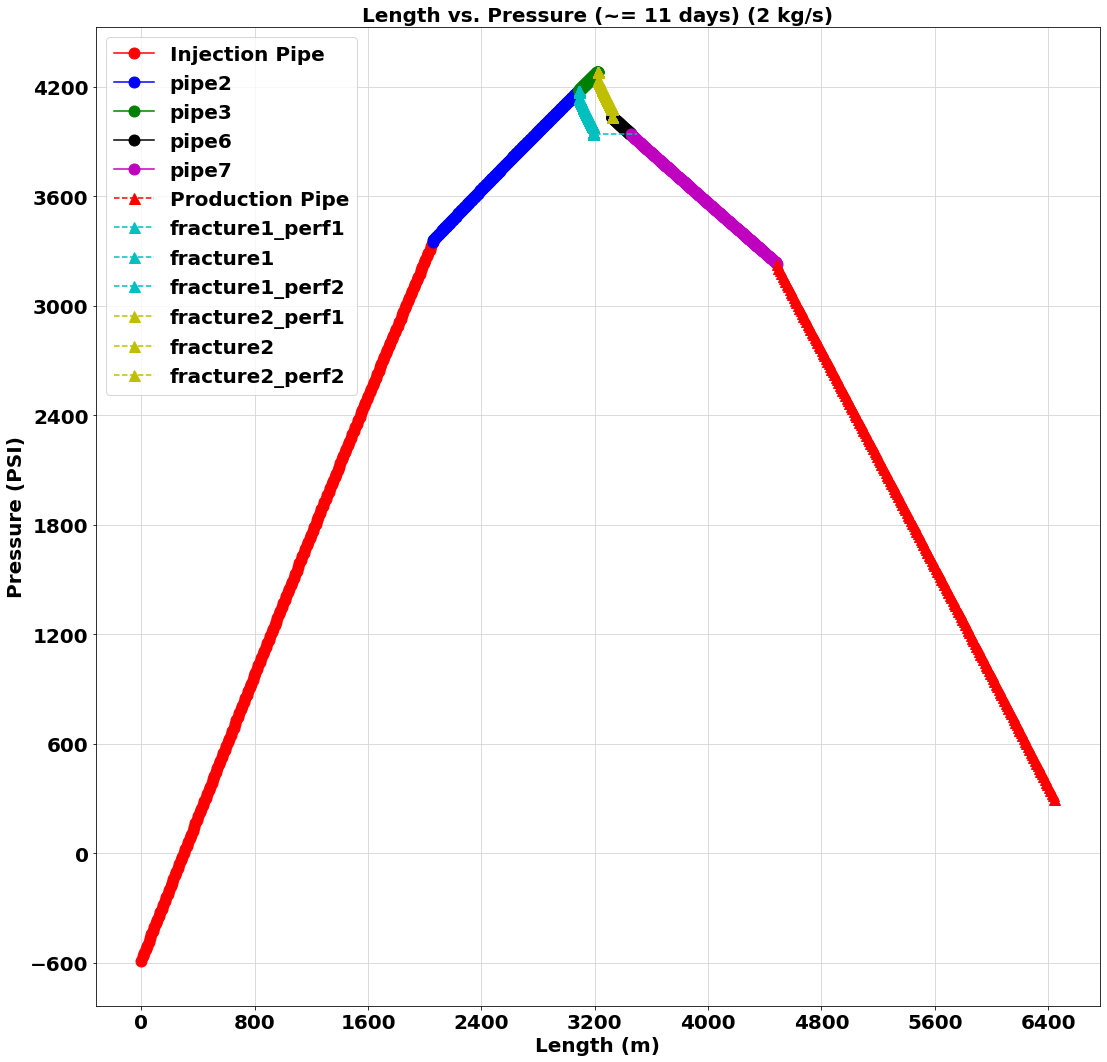 Length vs. Pressure (~= 11 days) (2 kg/s)
Injection Pipe
pipe2
pipe3
pipe6
pipe7
Production Pipe
fracture1_perf1
fracture1
fracture1_perf2
fracture2_perf1
fracture2
fracture2_perf2
Pressure (PSI)
4200
3600
3000
2400
1800
1200
600
0
−600
0 800 1600 2400 3200 4000 4800 5600 6400
Length (m)